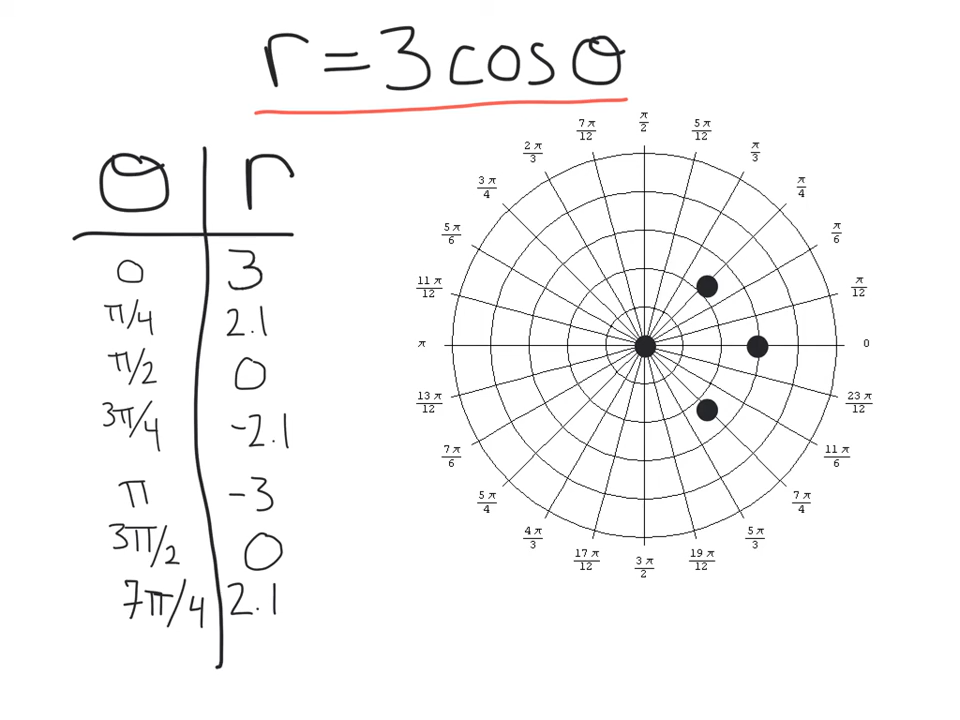 r = 3 cos θ
θ r
0 3
π/4 2.1
π/2 0
3π/4 -2.1
π -3
3π/2 0
7π/4 2.1
π/2
7π/12 5π/12
2π/3 π/3
3π/4 π/4
5π/6 π/6
11π/12 π/12
π 0
13π/12 23π/12
7π/6 11π/6
5π/4 7π/4
4π/3 5π/3
17π/12 19π/12
3π/2